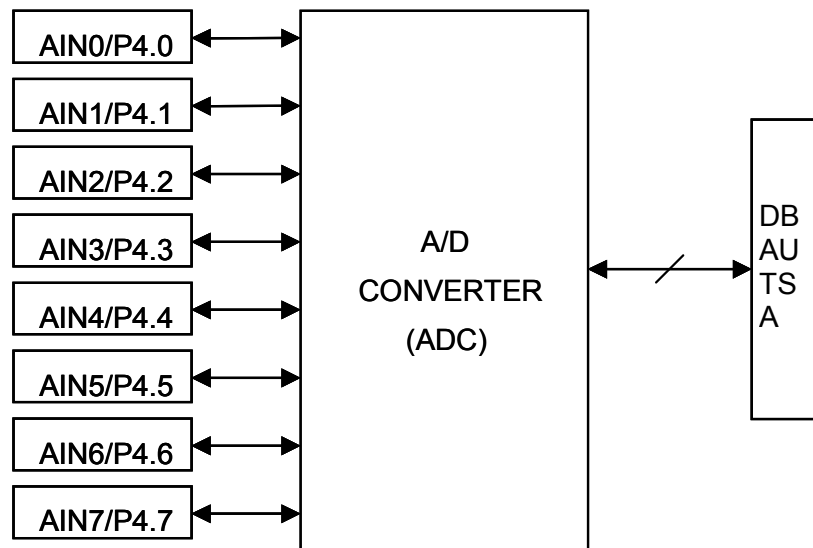 AIN0/P4.0
AIN1/P4.1
AIN2/P4.2
AIN3/P4.3
AIN4/P4.4
AIN5/P4.5
AIN6/P4.6
AIN7/P4.7
A/D
CONVERTER
(ADC)
DB
AU
TS
A